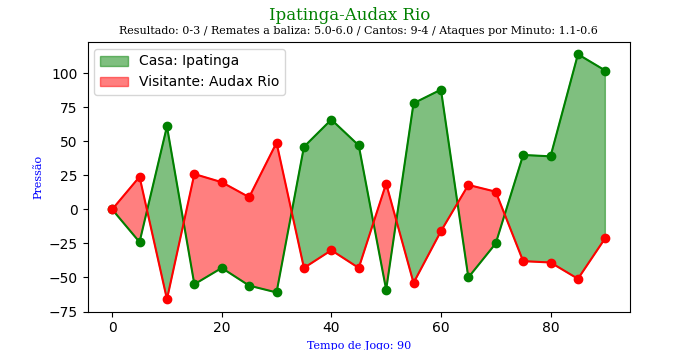 Ipatinga-Audax Rio
Resultado: 0-3 / Remates a baliza: 5.0-6.0 / Cantos: 9-4 / Ataques por Minuto: 1.1-0.6
Casa: Ipatinga
Visitante: Audax Rio
100
75
50
25
0
−25
−50
−75
Pressão
0 20 40 60 80
Tempo de Jogo: 90